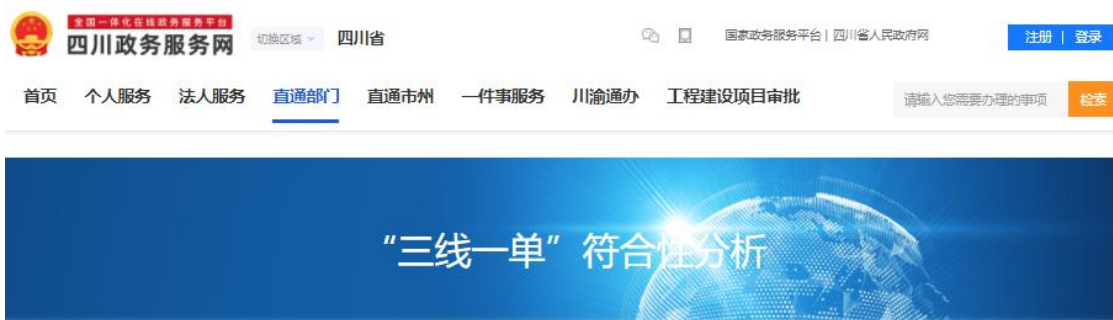 全国一体化在线政务服务平台
四川政务服务网
切换区域
四川省
国家政务服务平台 | 四川省人民政府网
注册 | 登录
首页 个人服务 法人服务 直通部门 直通市州 一件事服务 川渝通办 工程建设项目审批
请输入您需要办理的事项 检索
“三线一单”符合性分析